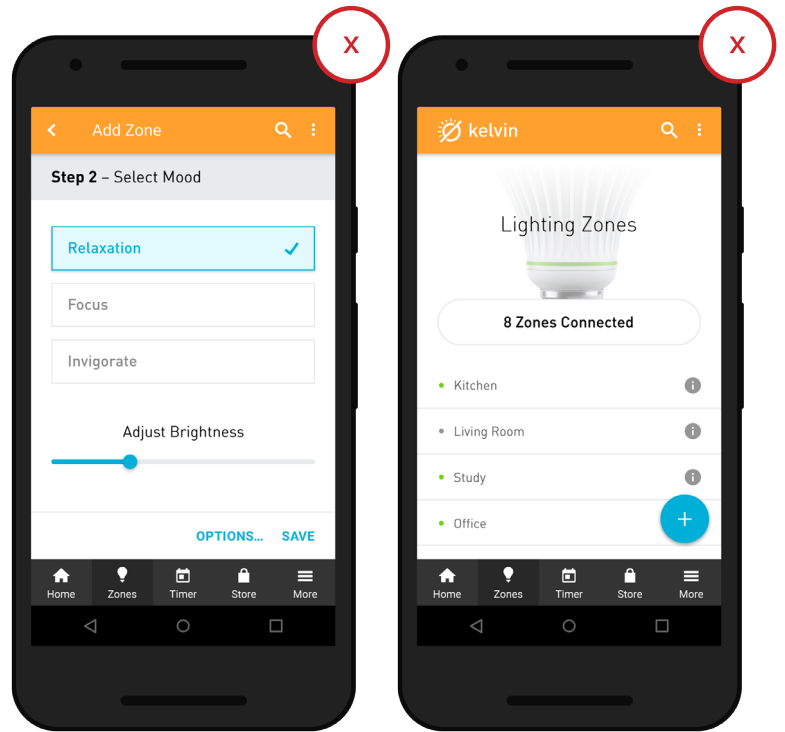 X
Add Zone
Step 2 – Select Mood
Relaxation
Focus
Invigorate
Adjust Brightness
OPTIONS... SAVE
Home Zones Timer Store More
X
kelvin
Lighting Zones
8 Zones Connected
Kitchen
Living Room
Study
Office
Home Zones Timer Store More